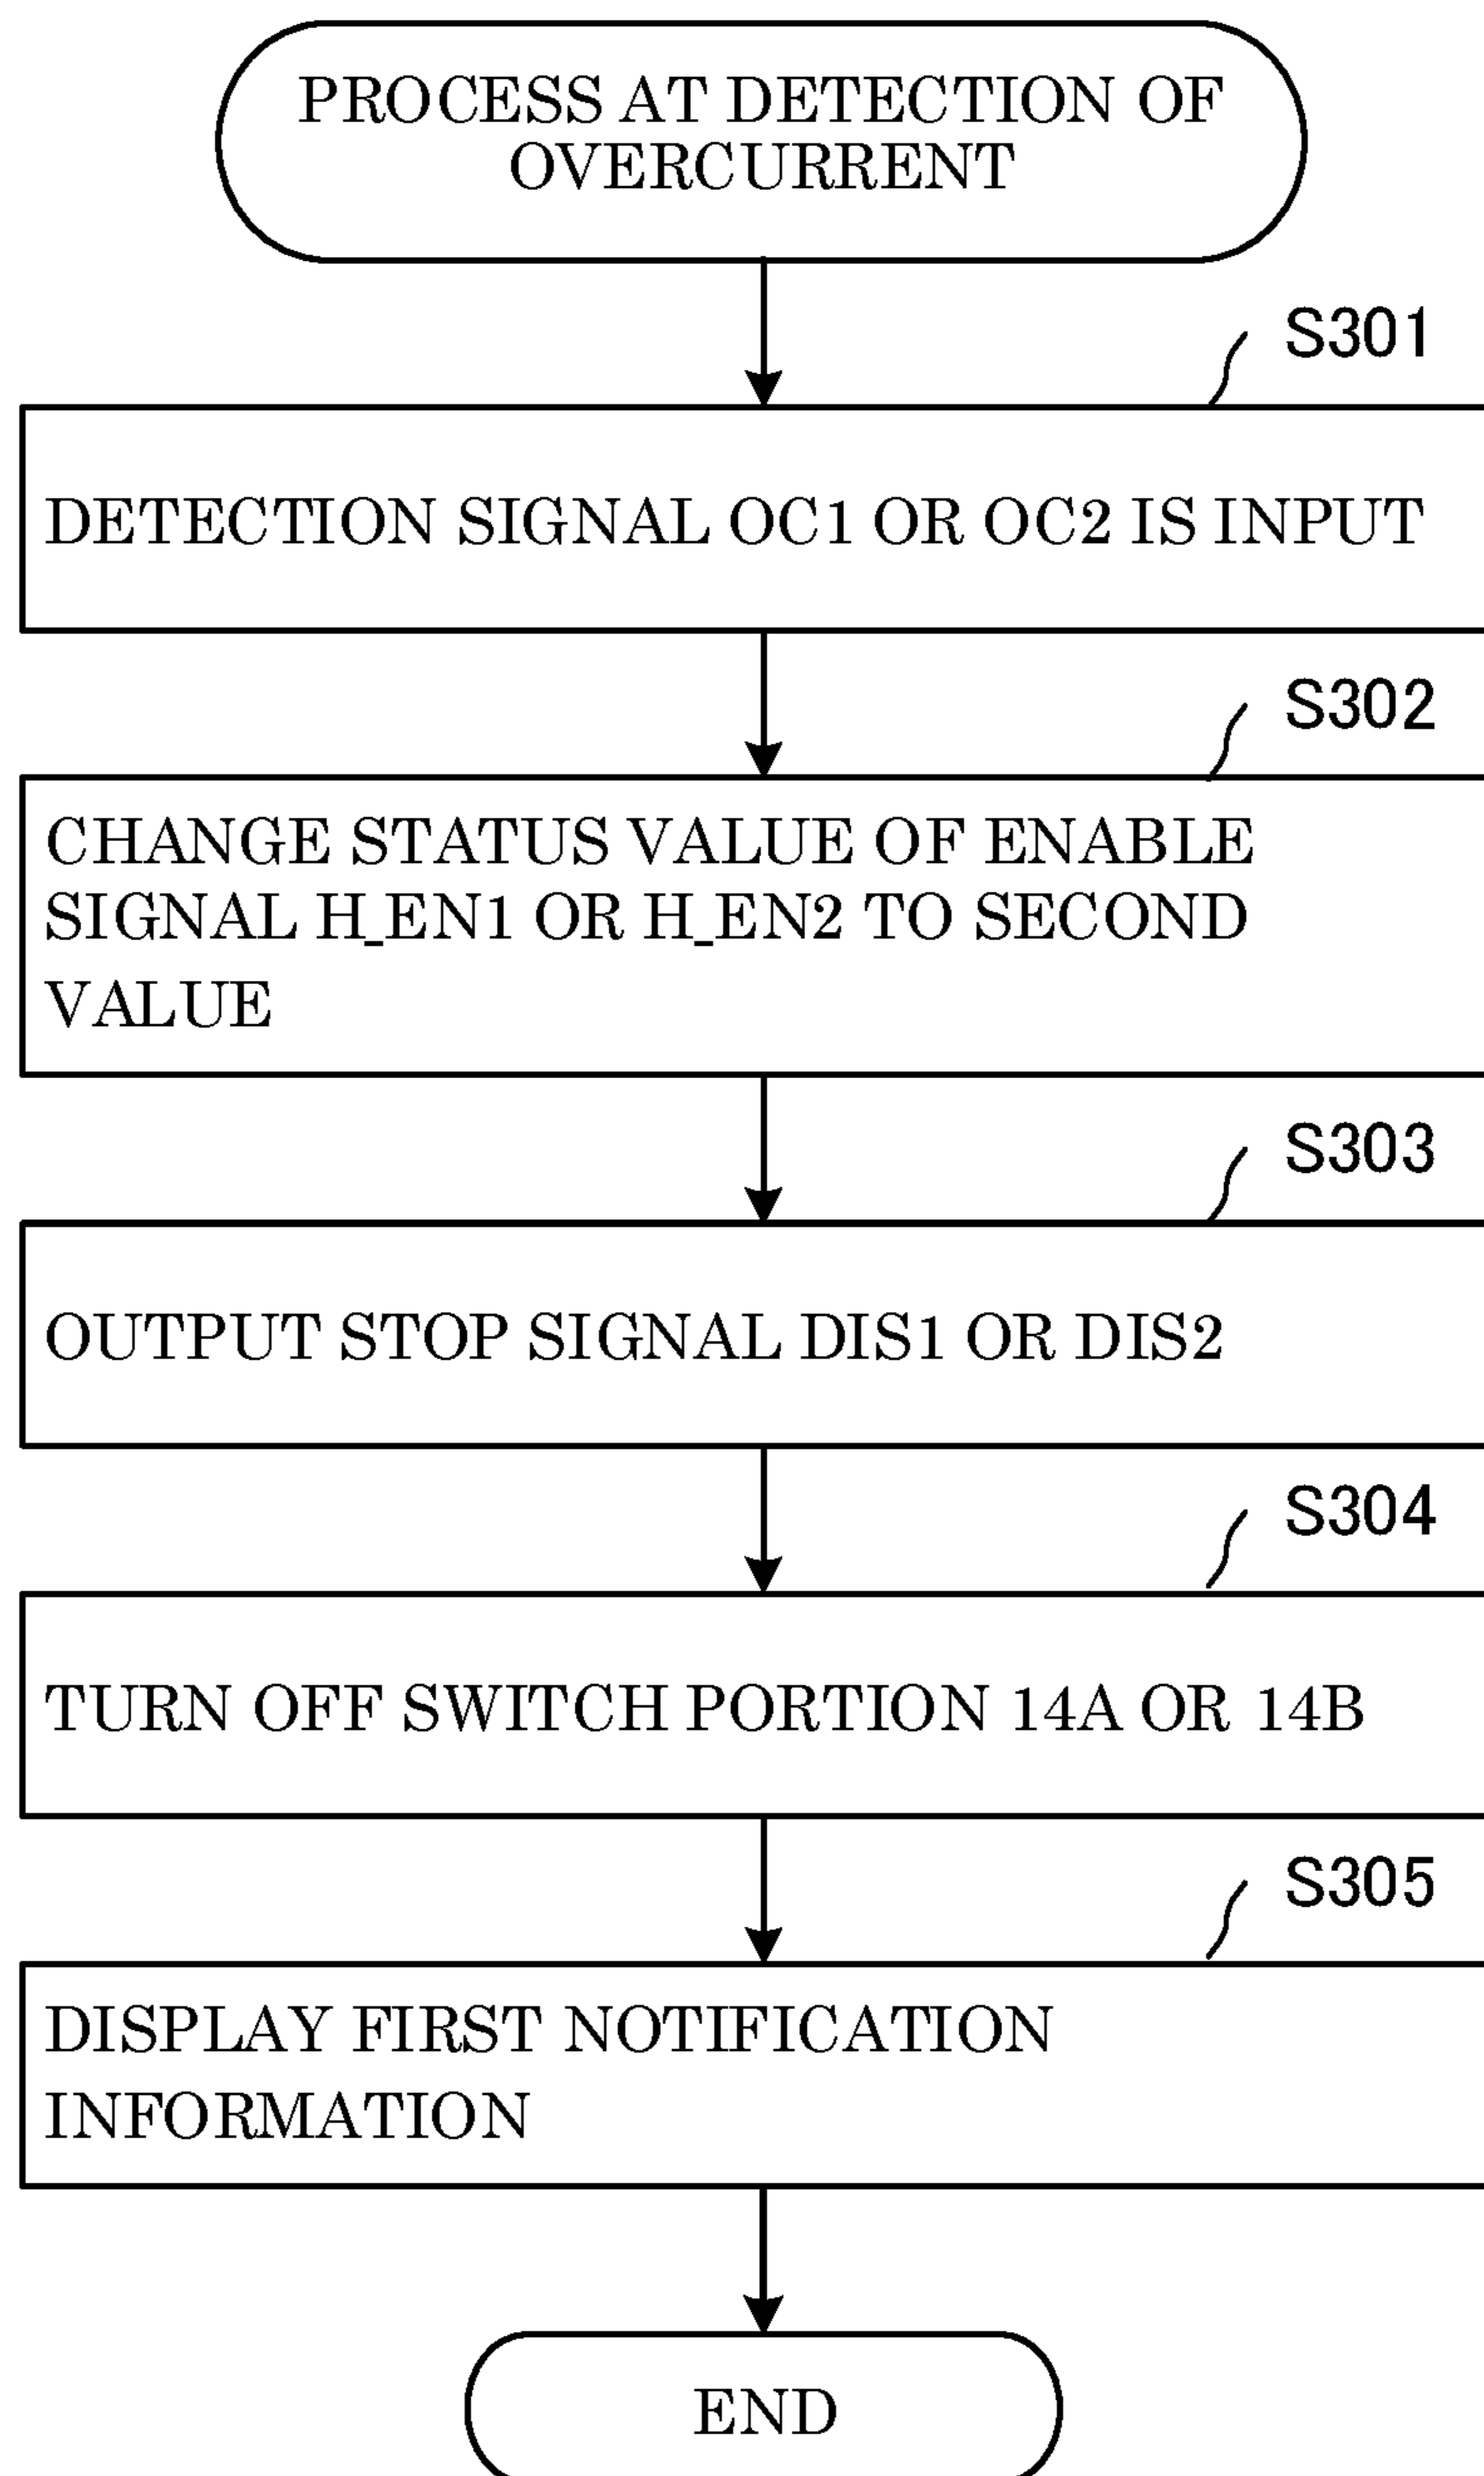 PROCESS AT DETECTION OF
OVERCURRENT
S301
DETECTION SIGNAL OC1 OR OC2 IS INPUT
S302
CHANGE STATUS VALUE OF ENABLE
SIGNAL H_EN1 OR H_EN2 TO SECOND
VALUE
S303
OUTPUT STOP SIGNAL DIS1 OR DIS2
S304
TURN OFF SWITCH PORTION 14A OR 14B
S305
DISPLAY FIRST NOTIFICATION
INFORMATION
END